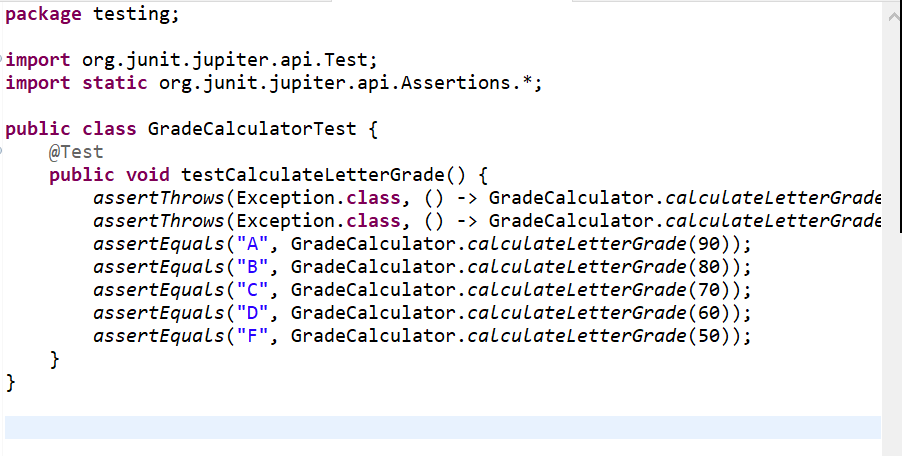 package testing;
import org.junit.jupiter.api.Test;
import static org.junit.jupiter.api.Assertions.*;
public class GradeCalculatorTest {
@Test
public void testCalculateLetterGrade() {
assertThrows(Exception.class, () -> GradeCalculator.calculateLetterGrade
assertThrows(Exception.class, () -> GradeCalculator.calculateLetterGrade
assertEquals("A", GradeCalculator.calculateLetterGrade(90));
assertEquals("B", GradeCalculator.calculateLetterGrade(80));
assertEquals("C", GradeCalculator.calculateLetterGrade(70));
assertEquals("D", GradeCalculator.calculateLetterGrade(60));
assertEquals("F", GradeCalculator.calculateLetterGrade(50));
}
}